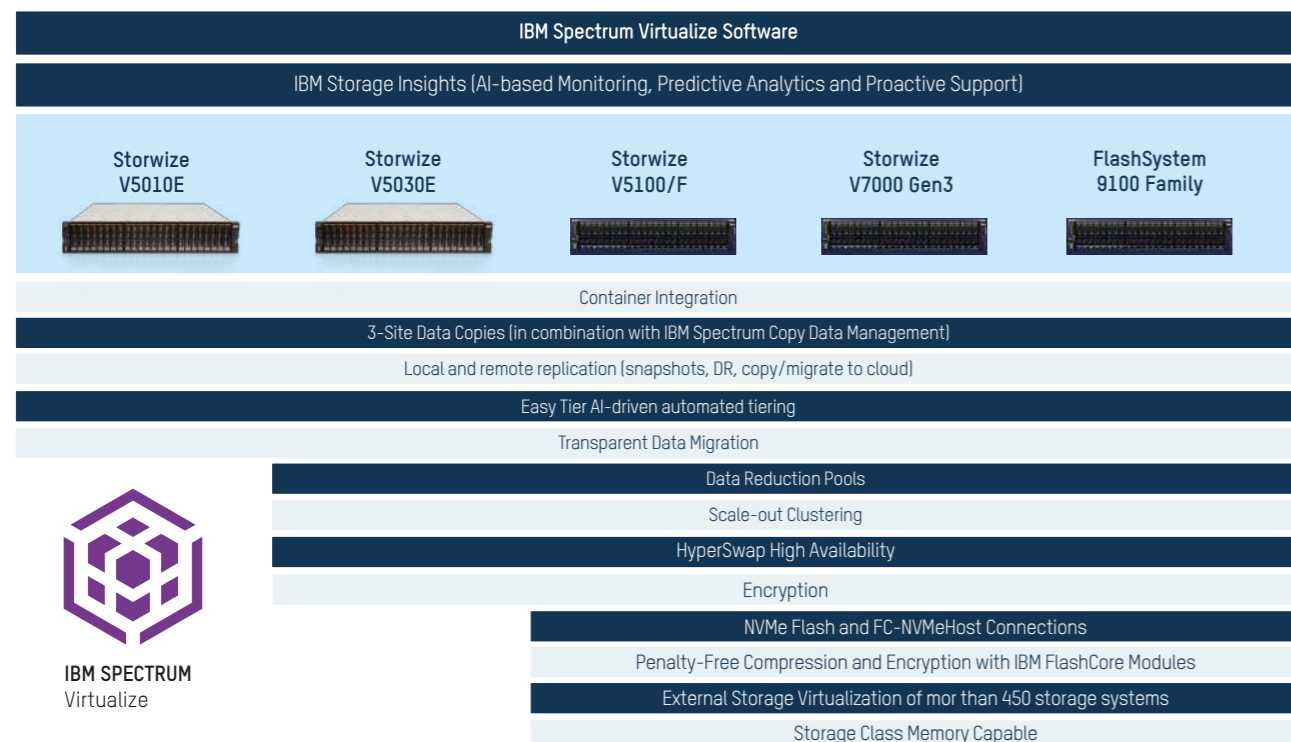 IBM Spectrum Virtualize Software
IBM Storage Insights (AI-based Monitoring, Predictive Analytics and Proactive Support)
Storwize
V5010E
Storwize
V5030E
Storwize
V5100/F
Storwize
V7000 Gen3
FlashSystem
9100 Family
Container Integration
3-Site Data Copies (in combination with IBM Spectrum Copy Data Management)
Local and remote replication (snapshots, DR, copy/migrate to cloud)
Easy Tier AI-driven automated tiering
Transparent Data Migration
Data Reduction Pools
Scale-out Clustering
HyperSwap High Availability
Encryption
NVMe Flash and FC-NVMeHost Connections
Penalty-Free Compression and Encryption with IBM FlashCore Modules
External Storage Virtualization of mor than 450 storage systems
Storage Class Memory Capable
IBM SPECTRUM
Virtualize